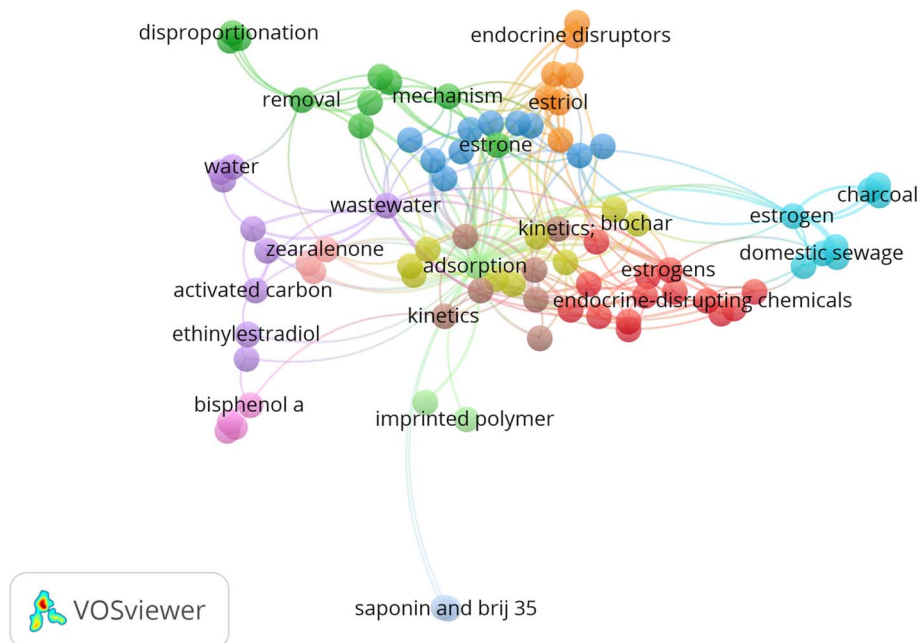 disproportionation
endocrine disruptors
removal
mechanism
estriol
estrone
water
charcoal
wastewater
estrogen
kinetics;
biochar
zearalenone
domestic sewage
adsorption
estrogens
activated carbon
endocrine-disrupting chemicals
kinetics
ethinylestradiol
bisphenol a
imprinted polymer
saponin and brij 35
VOSviewer